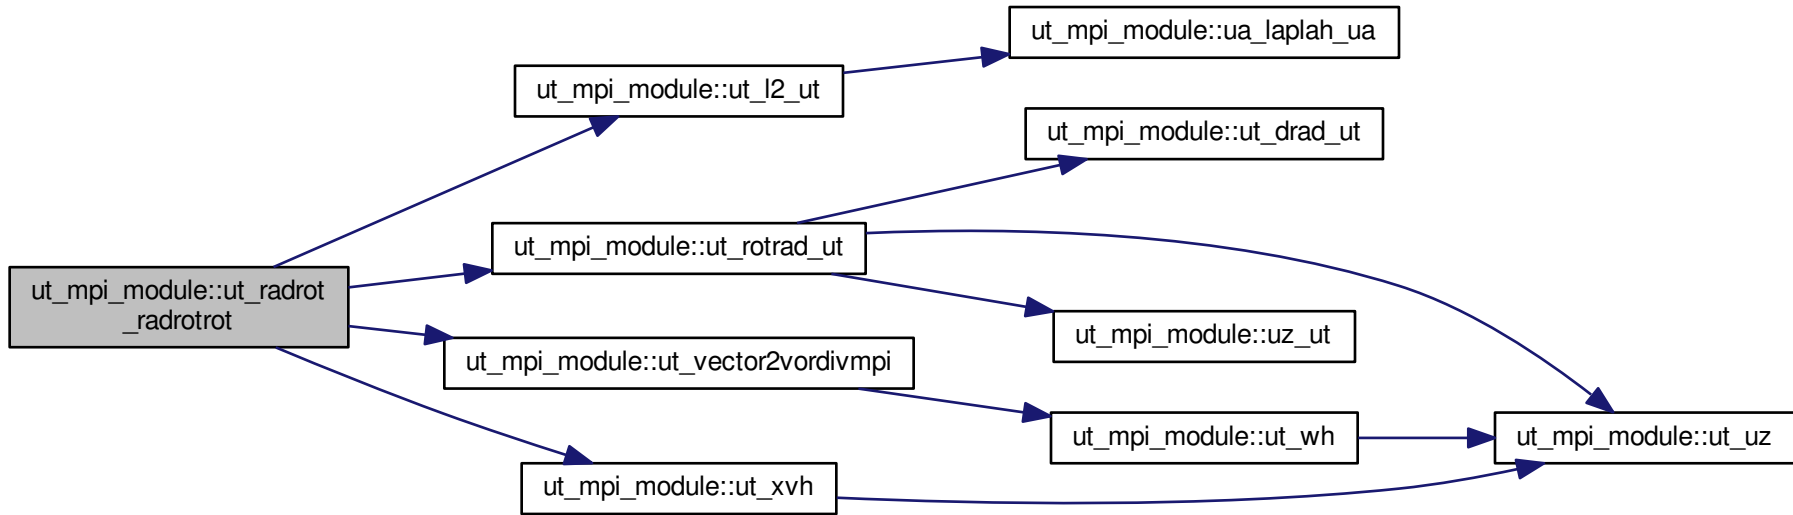 ut_mpi_module::ut_radrot
_radrotrot
ut_mpi_module::ut_l2_ut
ut_mpi_module::ua_laplah_ua
ut_mpi_module::ut_rotrad_ut
ut_mpi_module::ut_drad_ut
ut_mpi_module::uz_ut
ut_mpi_module::ut_vector2vordivmpi
ut_mpi_module::ut_wh
ut_mpi_module::ut_uz
ut_mpi_module::ut_xvh